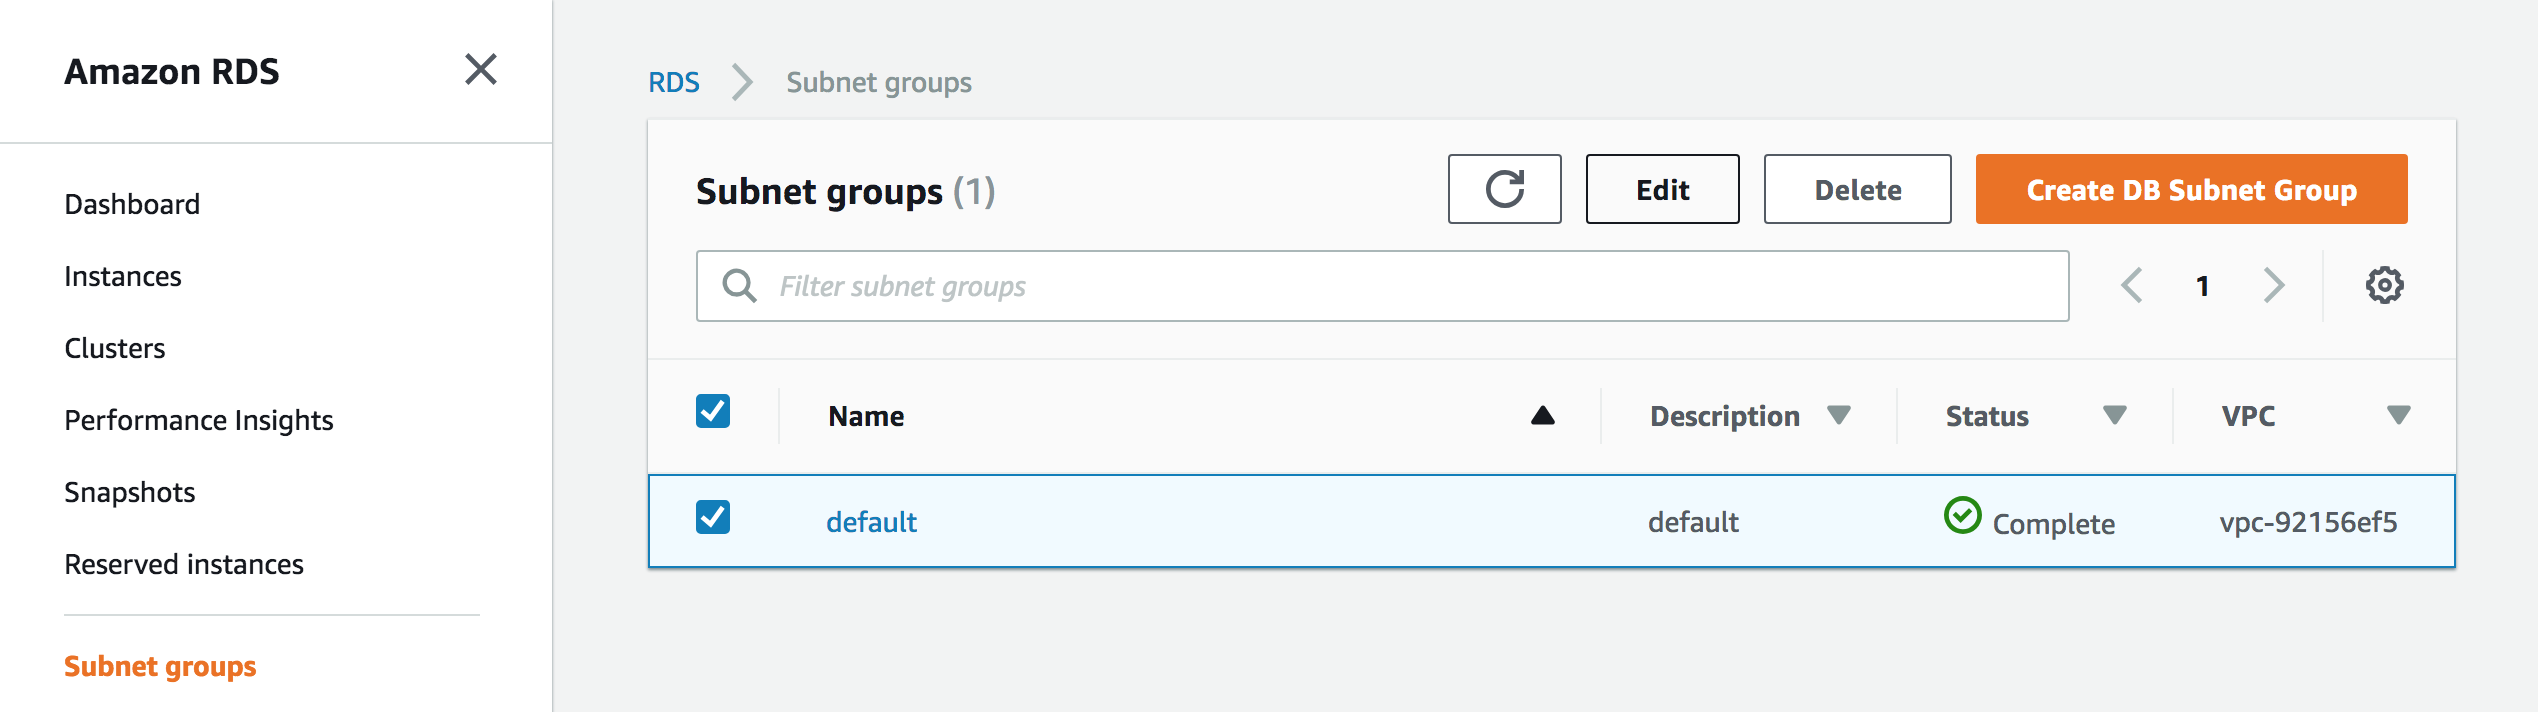 Amazon RDS
Dashboard
Instances
Clusters
Performance Insights
Snapshots
Reserved instances
Subnet groups
RDS Subnet groups
Subnet groups (1) Edit Delete Create DB Subnet Group
Filter subnet groups 1
Name Description Status VPC
default default Complete vpc-92156ef5